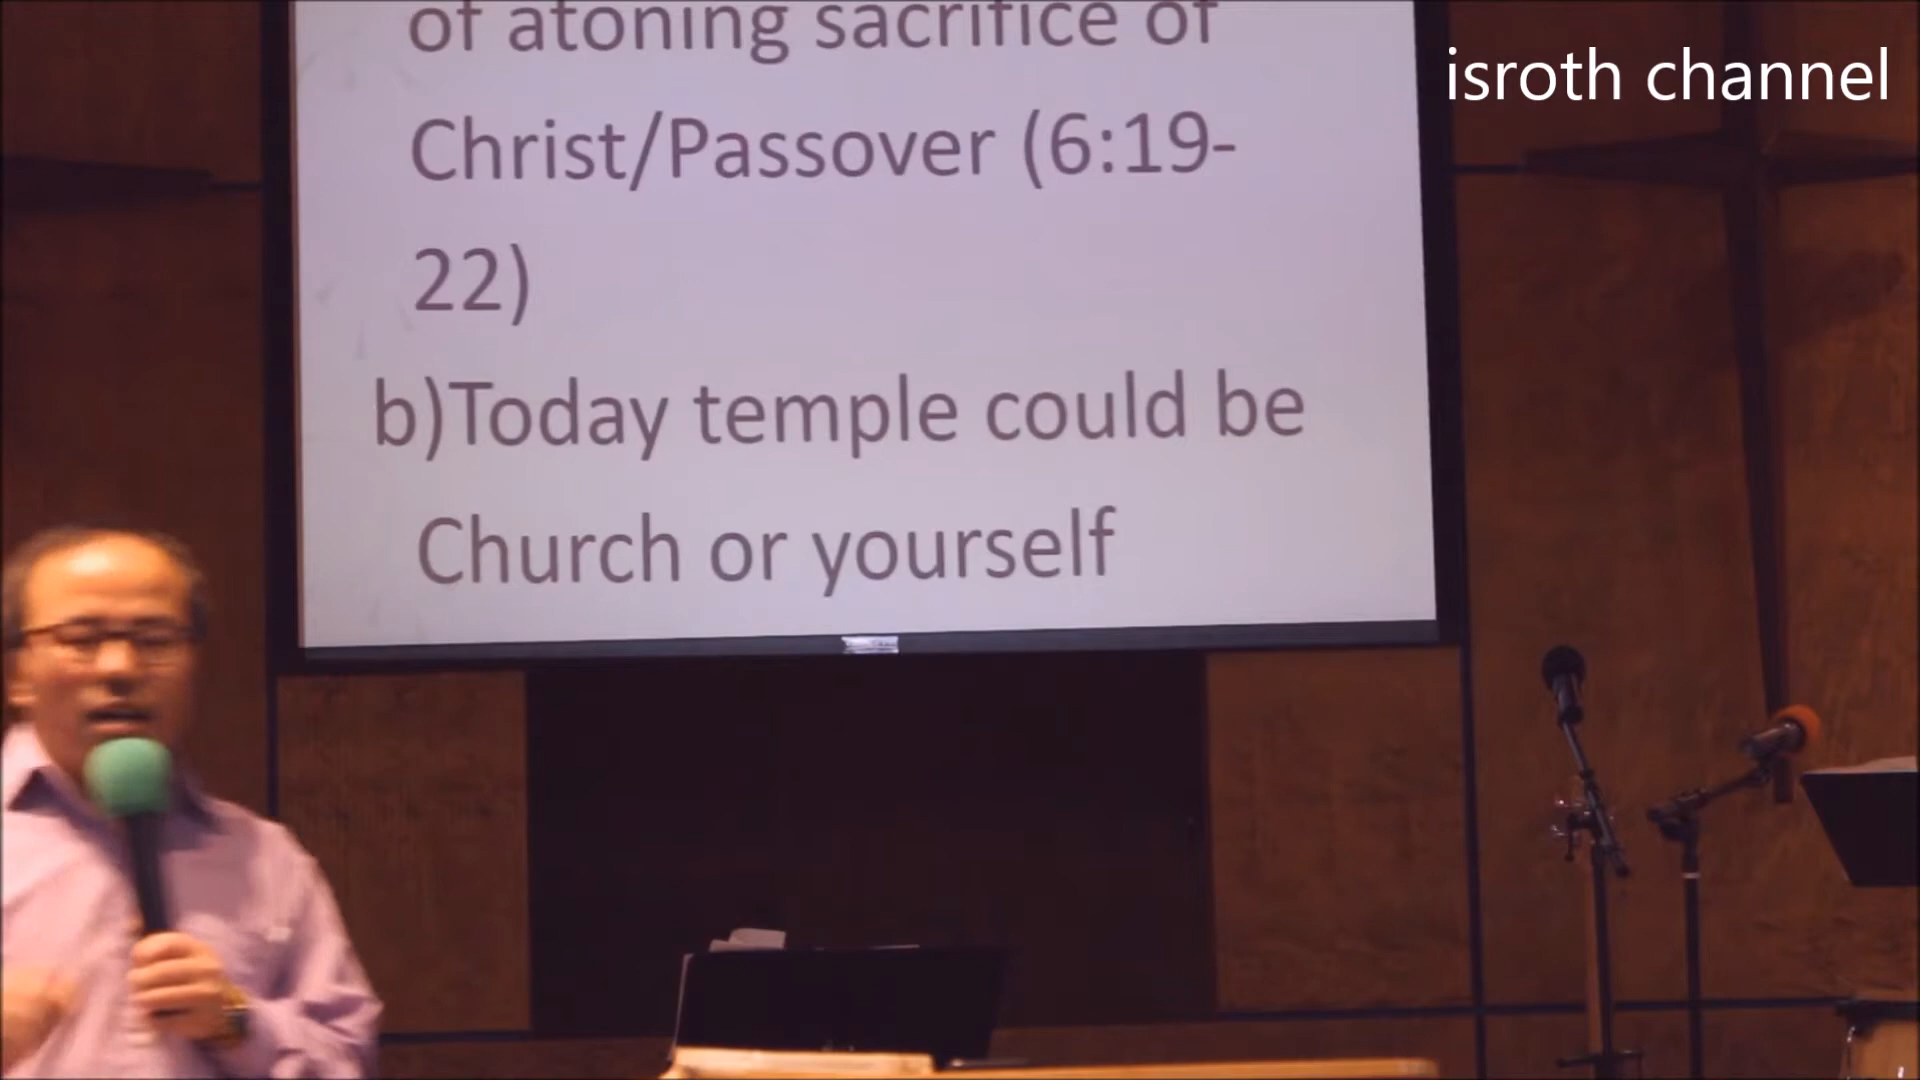 of atoning sacrifice of
isroth channel
Christ/Passover (6:19-
22)
b)Today temple could be
Church or yourself